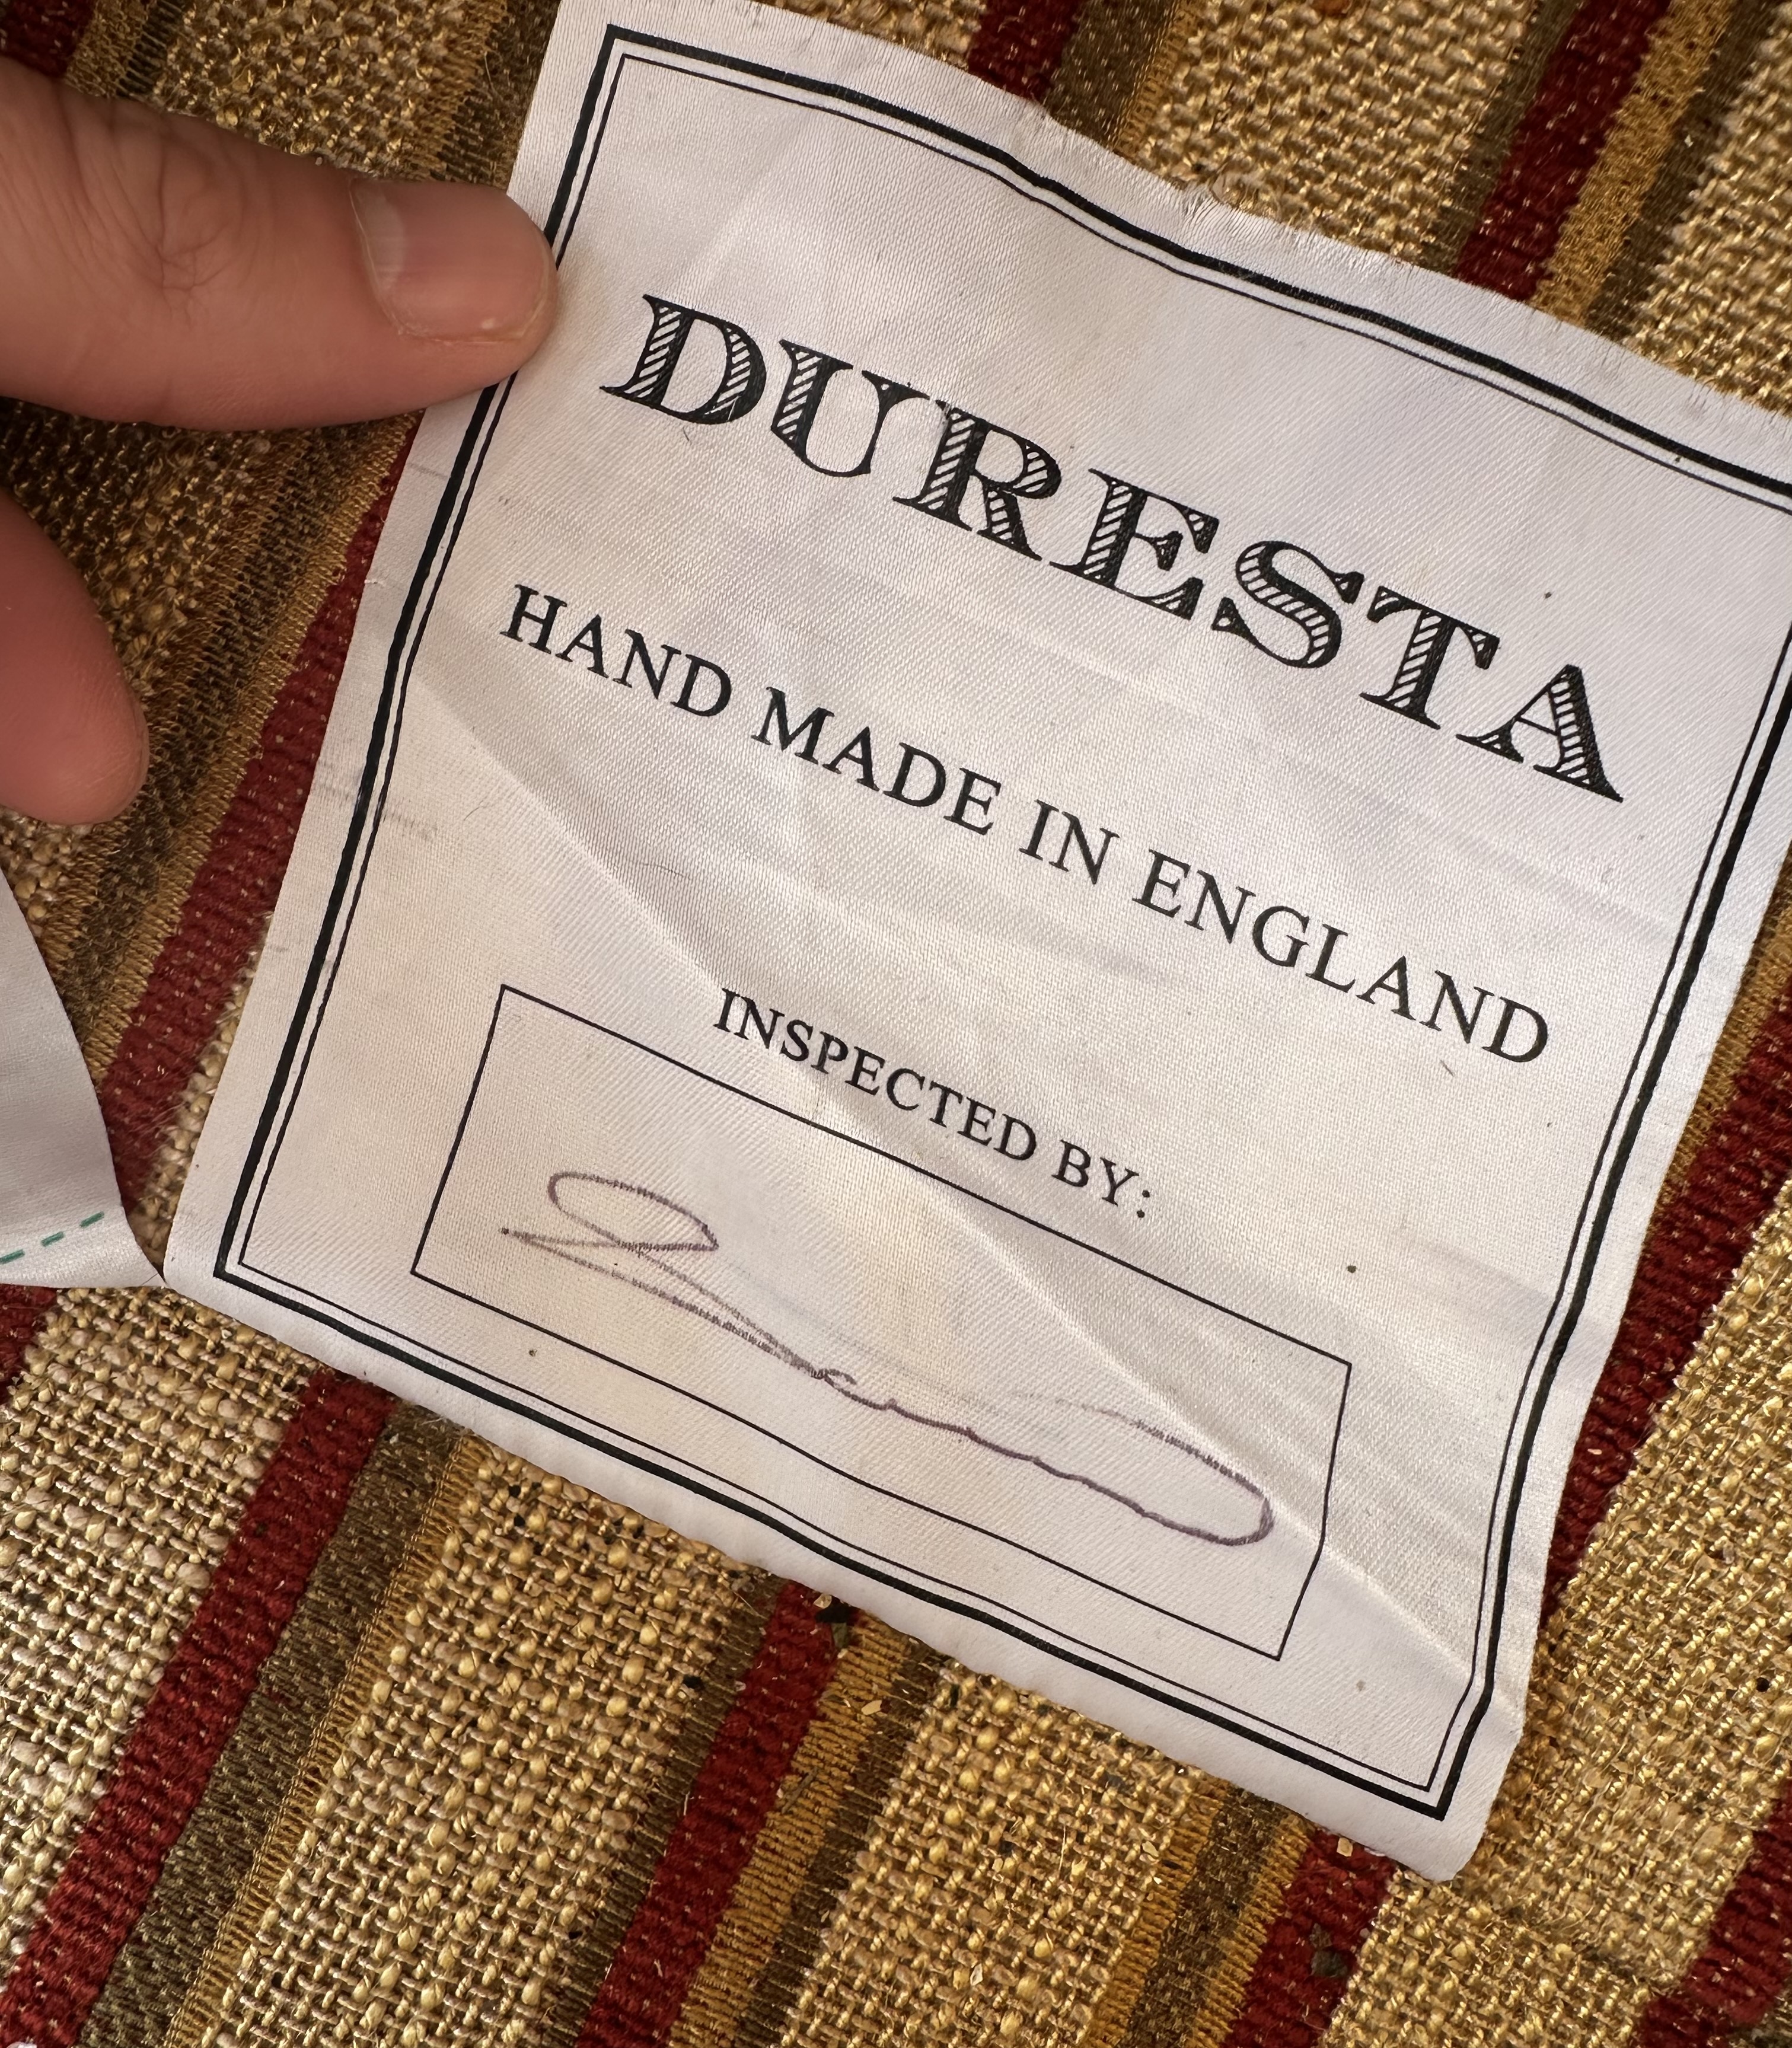 DURESTA
HAND MADE IN ENGLAND
INSPECTED BY: